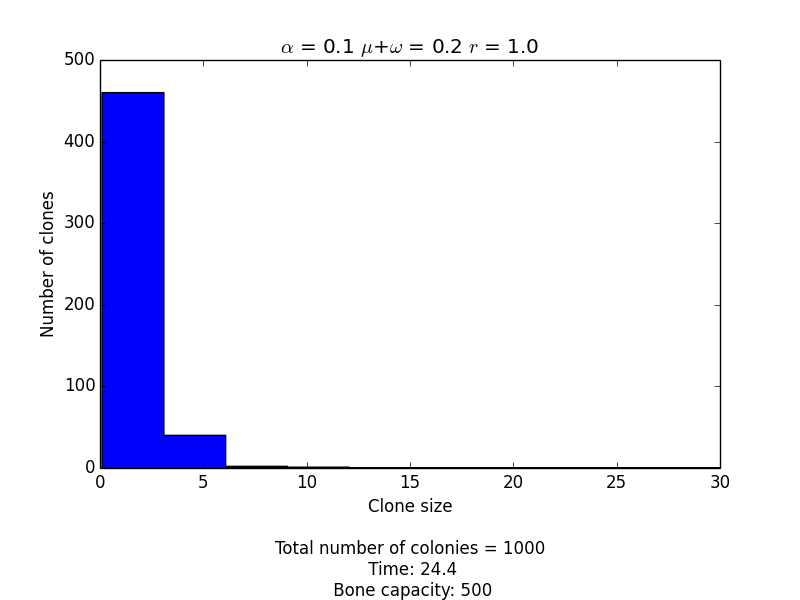 α = 0.1 μ+ω = 0.2 r = 1.0
500
400
300
200
100
0
Number of clones
0 5 10 15 20 25 30
Clone size
Total number of colonies = 1000
Time: 24.4
Bone capacity: 500